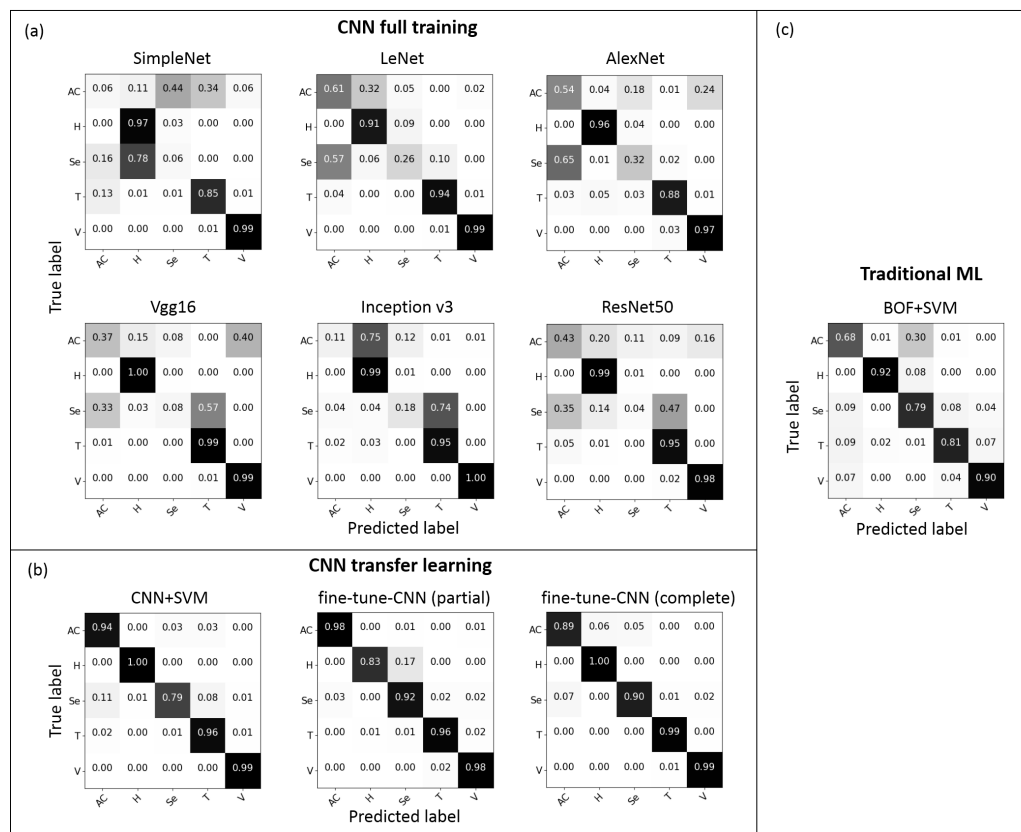 (a)
CNN full training
SimpleNet
LeNet
AlexNet
AC 0.06 0.11 0.44 0.34 0.06
H 0.00 0.97 0.03 0.00 0.00
Se 0.16 0.78 0.06 0.00 0.00
T 0.13 0.01 0.01 0.85 0.01
V 0.00 0.00 0.00 0.01 0.99
AC H Se T V
AC 0.61 0.32 0.05 0.00 0.02
H 0.00 0.91 0.09 0.00 0.00
Se 0.57 0.06 0.26 0.10 0.00
T 0.04 0.00 0.00 0.94 0.01
V 0.00 0.00 0.00 0.01 0.99
AC H Se T V
AC 0.54 0.04 0.18 0.01 0.24
H 0.00 0.96 0.04 0.00 0.00
Se 0.65 0.01 0.32 0.02 0.00
T 0.03 0.05 0.03 0.88 0.01
V 0.00 0.00 0.00 0.03 0.97
AC H Se T V
True label
Vgg16
Inception v3
ResNet50
AC 0.37 0.15 0.08 0.00 0.40
H 0.00 1.00 0.00 0.00 0.00
Se 0.33 0.03 0.08 0.57 0.00
T 0.01 0.00 0.00 0.99 0.00
V 0.00 0.00 0.00 0.01 0.99
AC H Se T V
AC 0.11 0.75 0.12 0.01 0.01
H 0.00 0.99 0.01 0.00 0.00
Se 0.04 0.04 0.18 0.74 0.00
T 0.02 0.03 0.00 0.95 0.00
V 0.00 0.00 0.00 0.00 1.00
AC H Se T V
AC 0.43 0.20 0.11 0.09 0.16
H 0.00 0.99 0.01 0.00 0.00
Se 0.35 0.14 0.04 0.47 0.00
T 0.05 0.01 0.00 0.95 0.00
V 0.00 0.00 0.00 0.02 0.98
AC H Se T V
Predicted label
(b)
CNN transfer learning
CNN+SVM
fine-tune-CNN (partial)
fine-tune-CNN (complete)
True label
AC 0.94 0.00 0.03 0.03 0.00
H 0.00 1.00 0.00 0.00 0.00
Se 0.11 0.01 0.79 0.08 0.01
T 0.02 0.00 0.01 0.96 0.01
V 0.00 0.00 0.00 0.00 0.99
AC H Se T V
AC 0.98 0.00 0.01 0.00 0.01
H 0.00 0.83 0.17 0.00 0.00
Se 0.03 0.00 0.92 0.02 0.02
T 0.00 0.01 0.01 0.96 0.02
V 0.00 0.00 0.00 0.02 0.98
AC H Se T V
AC 0.89 0.06 0.05 0.00 0.00
H 0.00 1.00 0.00 0.00 0.00
Se 0.07 0.00 0.90 0.01 0.02
T 0.00 0.00 0.00 0.99 0.00
V 0.00 0.00 0.00 0.01 0.99
AC H Se T V
Predicted label
(c)
Traditional ML
BOF+SVM
True label
AC 0.68 0.01 0.30 0.01 0.00
H 0.00 0.92 0.08 0.00 0.00
Se 0.09 0.00 0.79 0.08 0.04
T 0.09 0.02 0.01 0.81 0.07
V 0.07 0.00 0.00 0.04 0.90
AC H Se T V
Predicted label